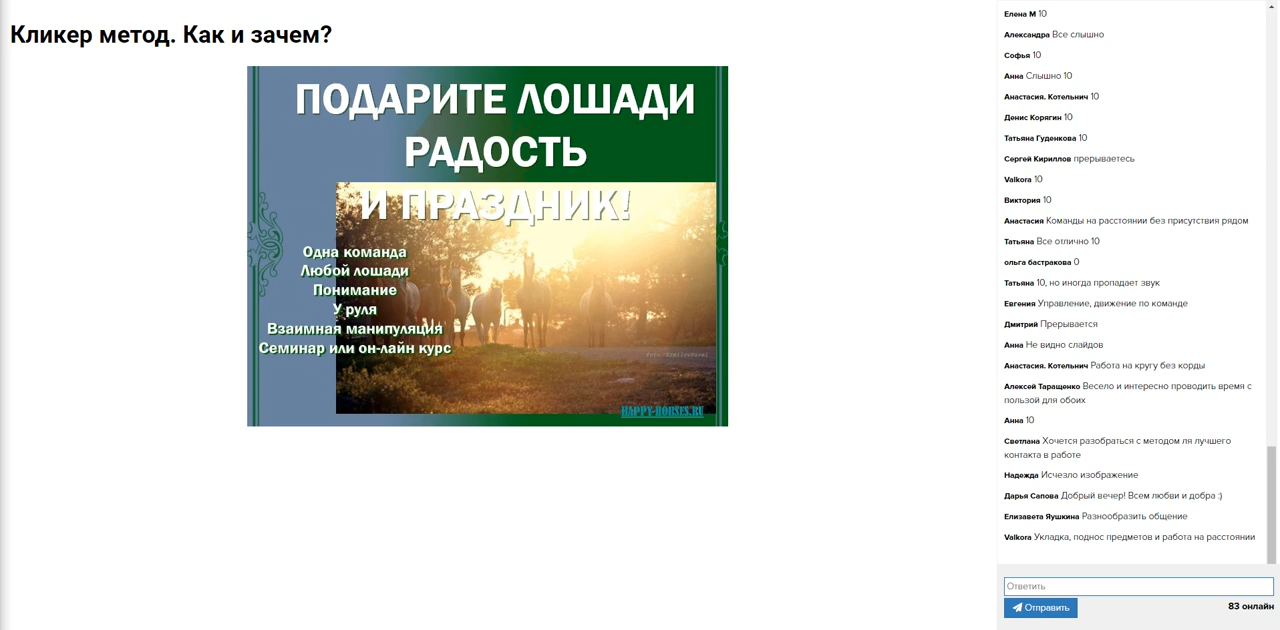 Кликер метод. Как и зачем?
ПОДАРИТЕ ЛОШАДИ
РАДОСТЬ
И ПРАЗДНИК!
Одна команда
Любой лошади
Понимание
У руля
Взаимная манипуляция
Семинар или он-лайн курс
HAPPY-HORSES.RU
Елена М 10
Александра Все слышно
Софья 10
Анна Слышно 10
Анастасия. Котельнич 10
Денис Корягин 10
Татьяна Гуденкова 10
Сергей Кириллов прерываетесь
Valkora 10
Виктория 10
Анастасия Команды на расстоянии без присутствия рядом
Татьяна Все отлично 10
ольга бастракова 0
Татьяна 10, но иногда пропадает звук
Евгения Управление, движение по команде
Дмитрий Прерывается
Анна Не видно слайдов
Анастасия. Котельнич Работа на кругу без корды
Алексей Таращенко Весело и интересно проводить время с
пользой для обоих
Анна 10
Светлана Хочется разобраться с методом ля лучшего
контакта в работе
Надежда Исчезло изображение
Дарья Сапова Добрый вечер! Всем любви и добра :)
Елизавета Яушкина Разнообразить общение
Valkora Укладка, поднос предметов и работа на расстоянии
Ответить
Отправить
83 онлайн